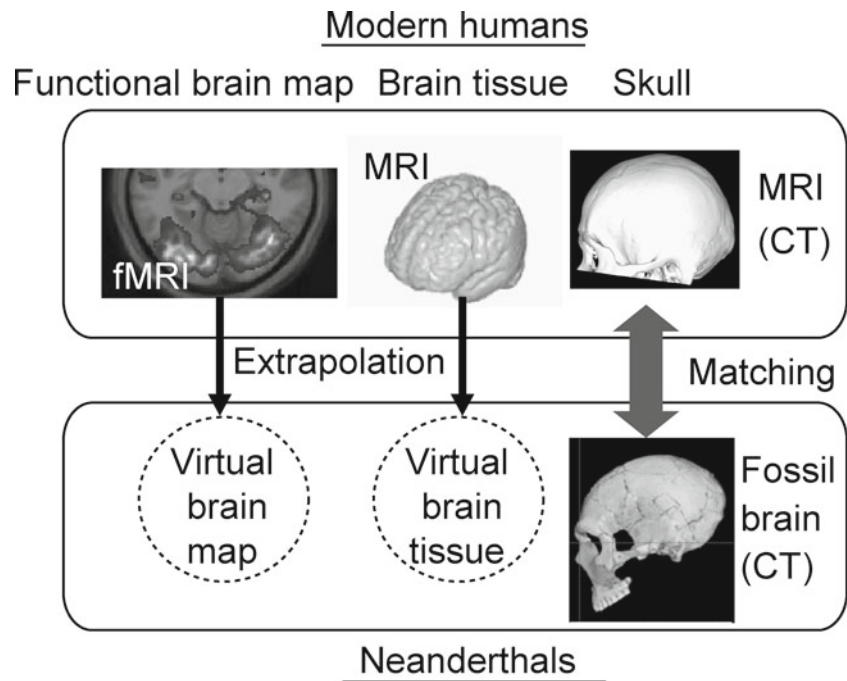 Modern humans
Functional brain map Brain tissue Skull
fMRI
MRI
MRI
(CT)
Extrapolation
Matching
Virtual
brain
map
Virtual
brain
tissue
Fossil
brain
(CT)
Neanderthals